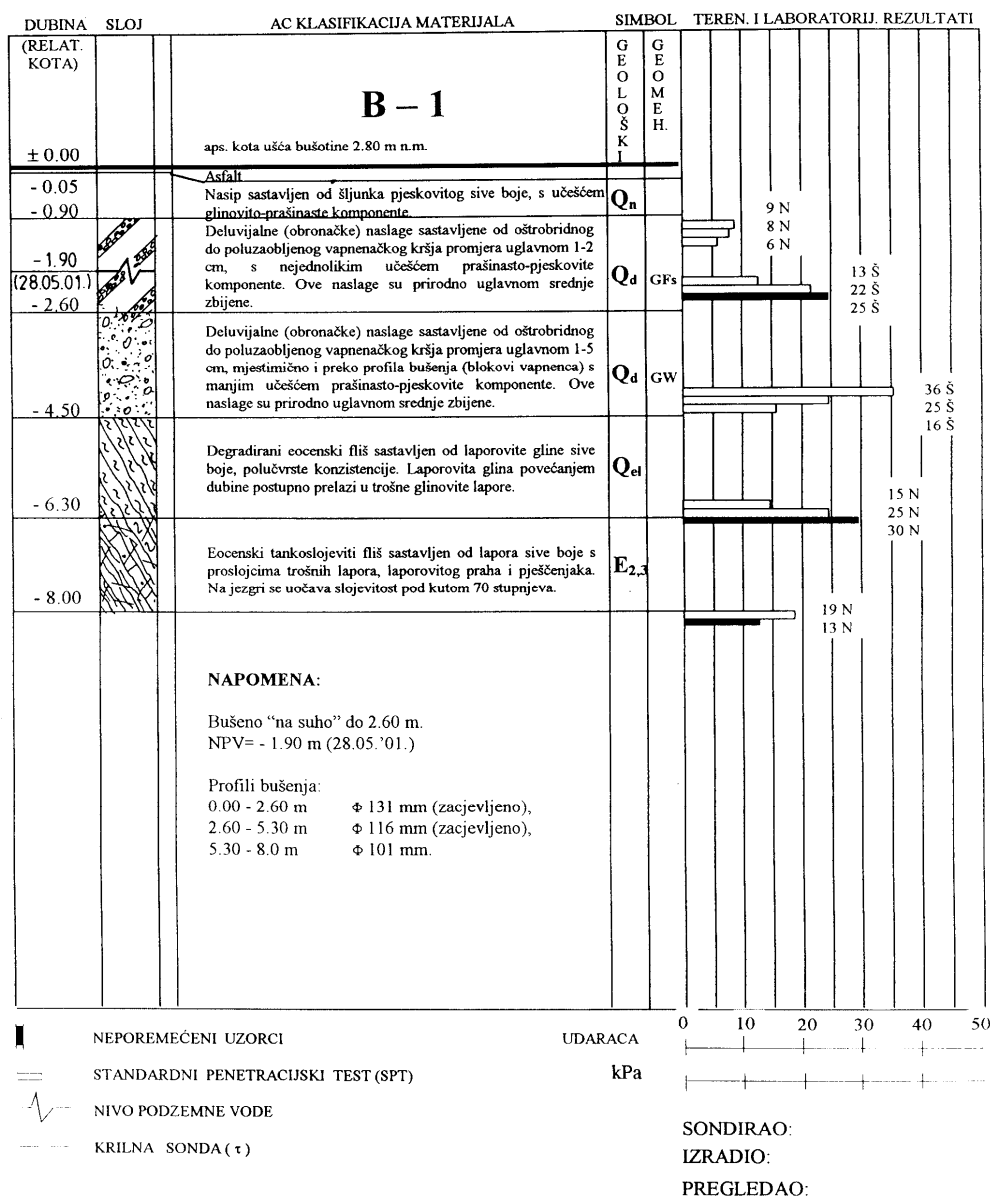 DUBINA SLOJ AC KLASIFIKACIJA MATERIJALA SIMBOL TEREN. I LABORATORIJ. REZULTATI
(RELAT.
KOTA)
GEOLOŠKI
GEOMEH.
B – 1
aps. kota ušća bušotine 2.80 m n.m.
± 0.00
Asfalt
- 0.05
Nasip sastavljen od šljunka pjeskovitog sive boje, s učešćem
glinovito-prašinaste komponente.
Qn
- 0.90
9 N
8 N
6 N
Deluvijalne (obronačke) naslage sastavljene od oštrobridnog
do poluzaobljenog vapnenačkog kršja promjera uglavnom 1-2
cm, s nejednolikim učešćem prašinasto-pjeskovite
komponente. Ove naslage su prirodno uglavnom srednje
zbijene.
- 1.90
(28.05.01.)
Qd GFs
13 Š
22 Š
25 Š
- 2.60
Deluvijalne (obronačke) naslage sastavljene od oštrobridnog
do poluzaobljenog vapnenačkog kršja promjera uglavnom 1-5
cm, mjestimično i preko profila bušenja (blokovi vapnenca) s
manjim učešćem prašinasto-pjeskovite komponente. Ove
naslage su prirodno uglavnom srednje zbijene.
Qd GW
36 Š
25 Š
16 Š
- 4.50
Degradirani eocenski fliš sastavljen od laporovite gline sive
boje, polučvrste konzistencije. Laporovita glina povećanjem
dubine postupno prelazi u trošne glinovite lapore.
Qel
- 6.30
15 N
25 N
30 N
Eocenski tankoslojeviti fliš sastavljen od lapora sive boje s
proslojcima trošnih lapora, laporovitog praha i pješčenjaka.
Na jezgri se uočava slojevitost pod kutom 70 stupnjeva.
E2,3
- 8.00
19 N
13 N
NAPOMENA:
Bušeno “na suho” do 2.60 m.
NPV= - 1.90 m (28.05.'01.)
Profili bušenja:
0.00 - 2.60 m Φ 131 mm (zacjevljeno),
2.60 - 5.30 m Φ 116 mm (zacjevljeno),
5.30 - 8.0 m Φ 101 mm.
0 10 20 30 40 50
NEPOREMEĆENI UZORCI UDARACA
STANDARDNI PENETRACIJSKI TEST (SPT) kPa
NIVO PODZEMNE VODE
KRILNA SONDA ( τ )
SONDIRAO:
IZRADIO:
PREGLEDAO: